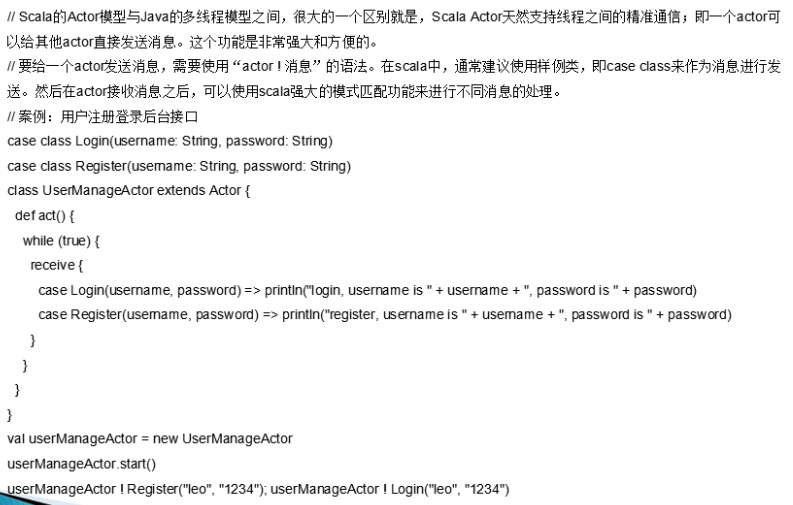 // Scala的Actor模型与Java的多线程模型之间，很大的一个区别就是，Scala Actor天然支持线程之间的精准通信；即一个actor可
以给其他actor直接发送消息。这个功能是非常强大和方便的。
// 要给一个actor发送消息，需要使用“actor ! 消息”的语法。在scala中，通常建议使用样例类，即case class来作为消息进行发
送。然后在actor接收消息之后，可以使用scala强大的模式匹配功能来进行不同消息的处理。
// 案例：用户注册登录后台接口
case class Login(username: String, password: String)
case class Register(username: String, password: String)
class UserManageActor extends Actor {
  def act() {
    while (true) {
      receive {
        case Login(username, password) => println("login, username is " + username + ", password is " + password)
        case Register(username, password) => println("register, username is " + username + ", password is " + password)
      }
    }
  }
}
val userManageActor = new UserManageActor
userManageActor.start()
userManageActor ! Register("leo", "1234"); userManageActor ! Login("leo", "1234")